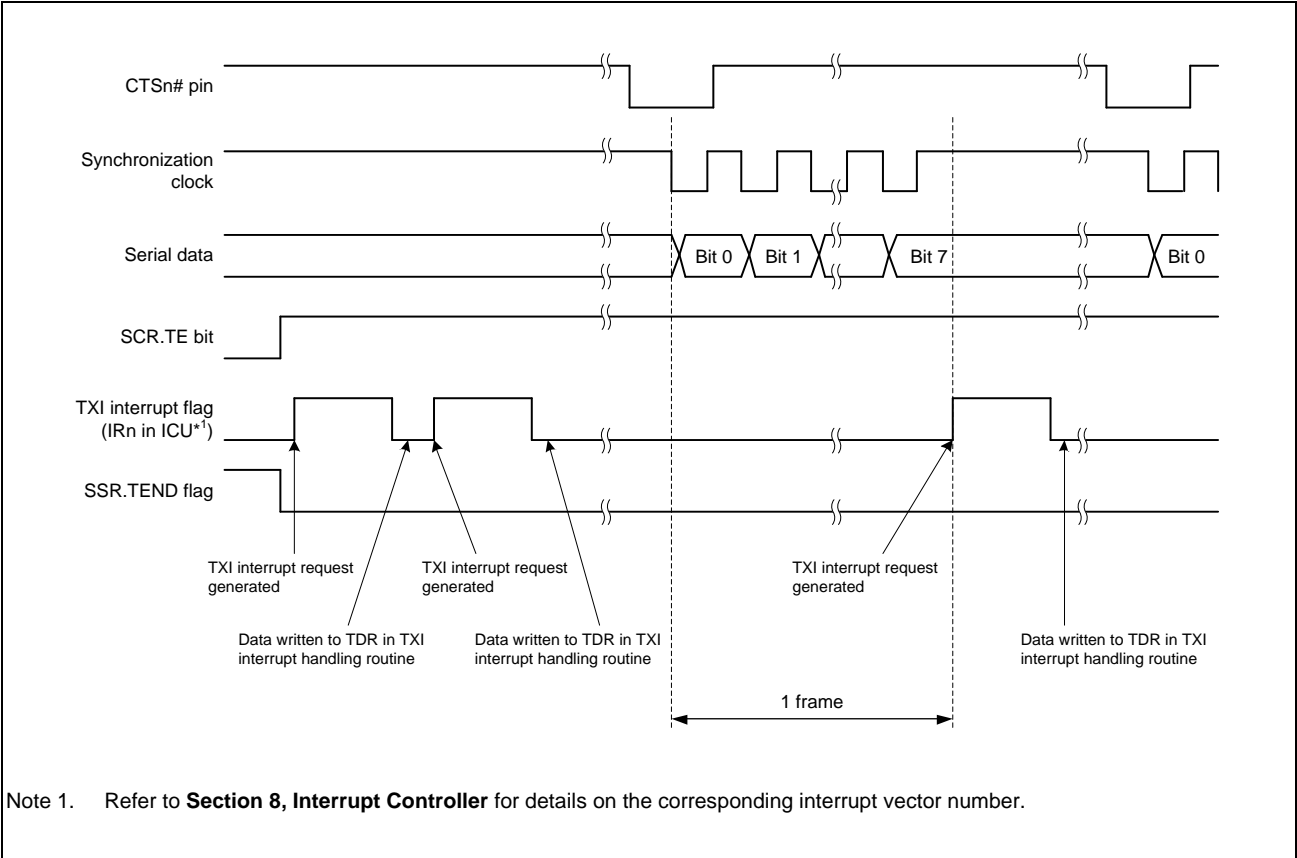 CTSn# pin
Synchronization
clock
Serial data
Bit 0
Bit 1
Bit 7
Bit 0
SCR.TE bit
TXI interrupt flag
(IRn in ICU*1)
SSR.TEND flag
TXI interrupt request
generated
TXI interrupt request
generated
TXI interrupt request
generated
Data written to TDR in TXI
interrupt handling routine
Data written to TDR in TXI
interrupt handling routine
Data written to TDR in TXI
interrupt handling routine
1 frame
Note 1. Refer to Section 8, Interrupt Controller for details on the corresponding interrupt vector number.